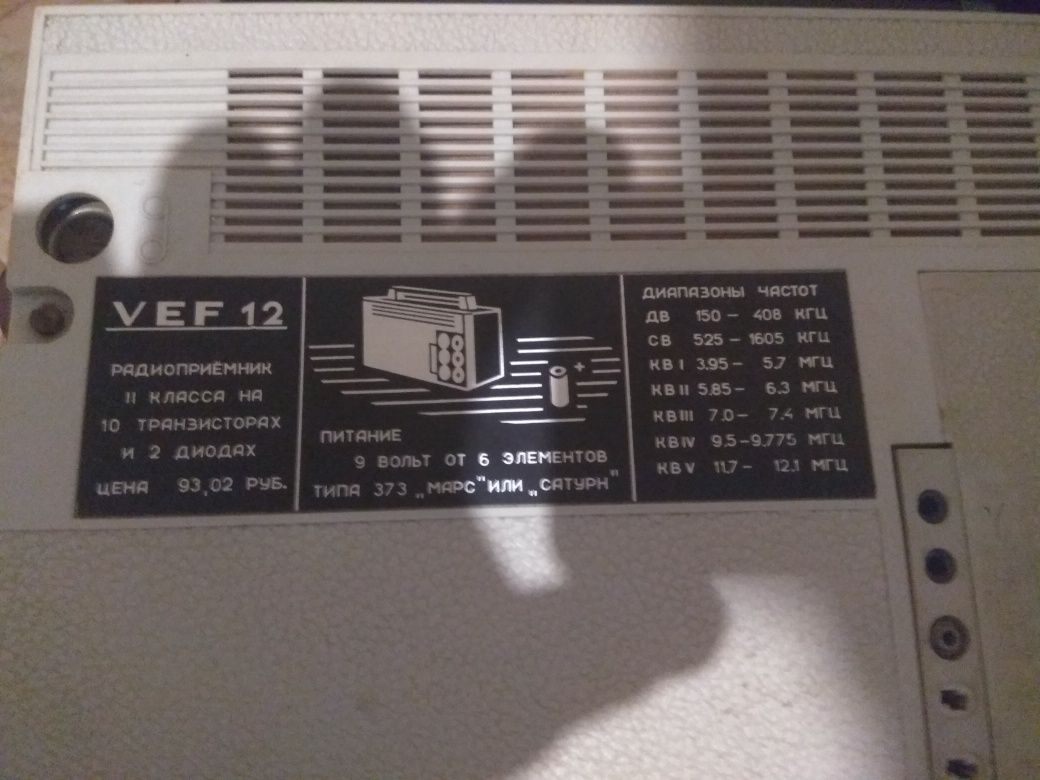 VEF 12
РАДИОПРИЁМНИК
II КЛАССА НА
10 ТРАНЗИСТОРАХ
И 2 ДИОДАХ
ЦЕНА 93,02 РУБ.
+
ПИТАНИЕ
9 ВОЛЬТ ОТ 6 ЭЛЕМЕНТОВ
ТИПА 373 „МАРС" ИЛИ „САТУРН"
ДИАПАЗОНЫ ЧАСТОТ
ДВ 150 – 408 КГЦ
СВ 525 – 1605 КГЦ
КВ I 3.95 – 5.7 МГЦ
КВ II 5.85 – 6.3 МГЦ
КВ III 7.0 – 7.4 МГЦ
КВ IV 9.5 – 9.775 МГЦ
КВ V 11.7 – 12.1 МГЦ